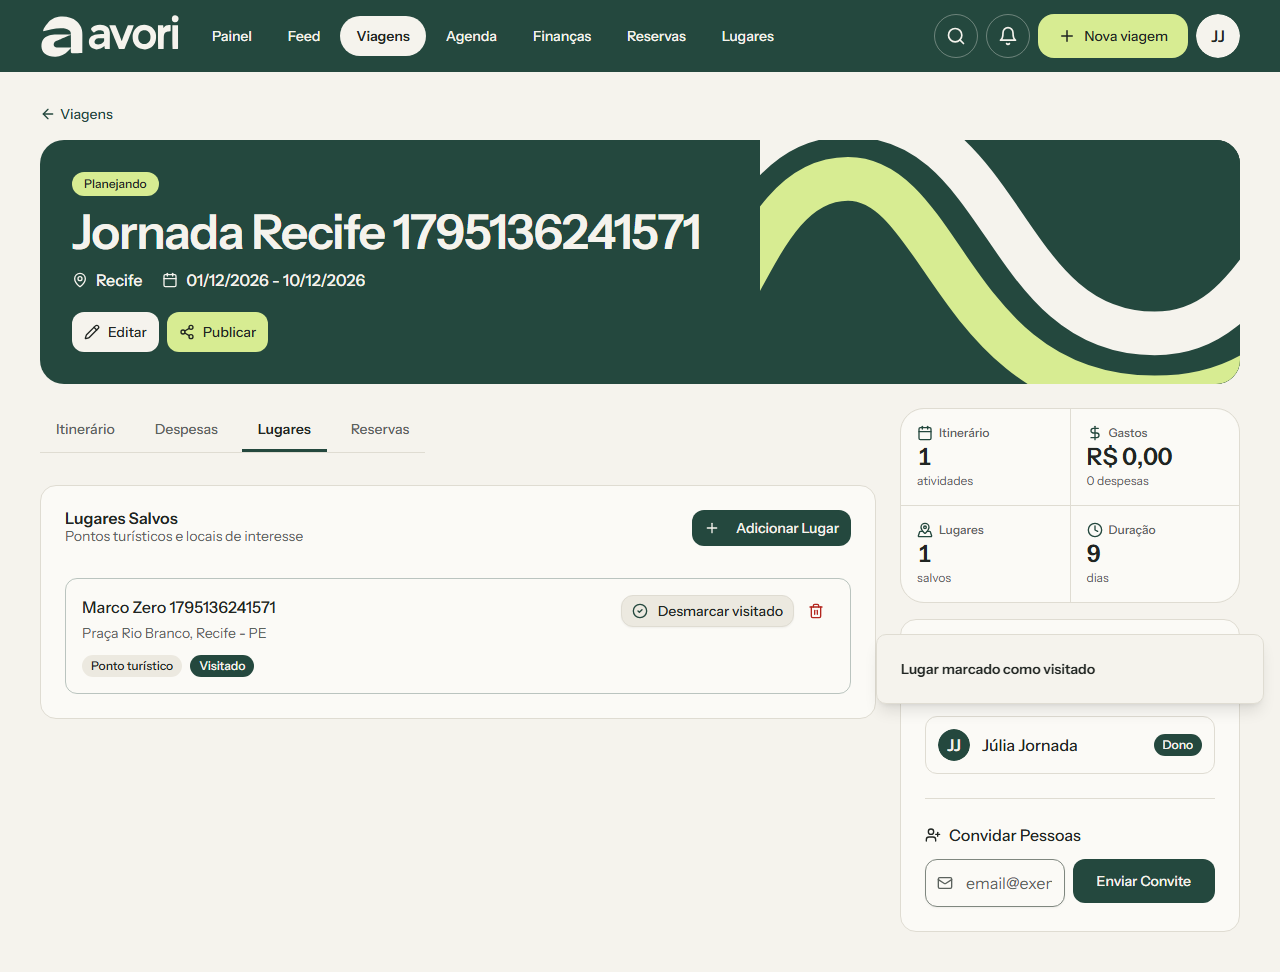 a avori
Painel
Feed
Viagens
Agenda
Finanças
Reservas
Lugares
Nova viagem
JJ
Viagens
Planejando
Jornada Recife 1795136241571
Recife
01/12/2026 - 10/12/2026
Editar
Publicar
Itinerário
Despesas
Lugares
Reservas
Lugares Salvos
Pontos turísticos e locais de interesse
Adicionar Lugar
Marco Zero 1795136241571
Praça Rio Branco, Recife - PE
Ponto turístico
Visitado
Desmarcar visitado
Itinerário
1
atividades
Gastos
R$ 0,00
0 despesas
Lugares
1
salvos
Duração
9
dias
Lugar marcado como visitado
JJ
Júlia Jornada
Dono
Convidar Pessoas
email@exer
Enviar Convite